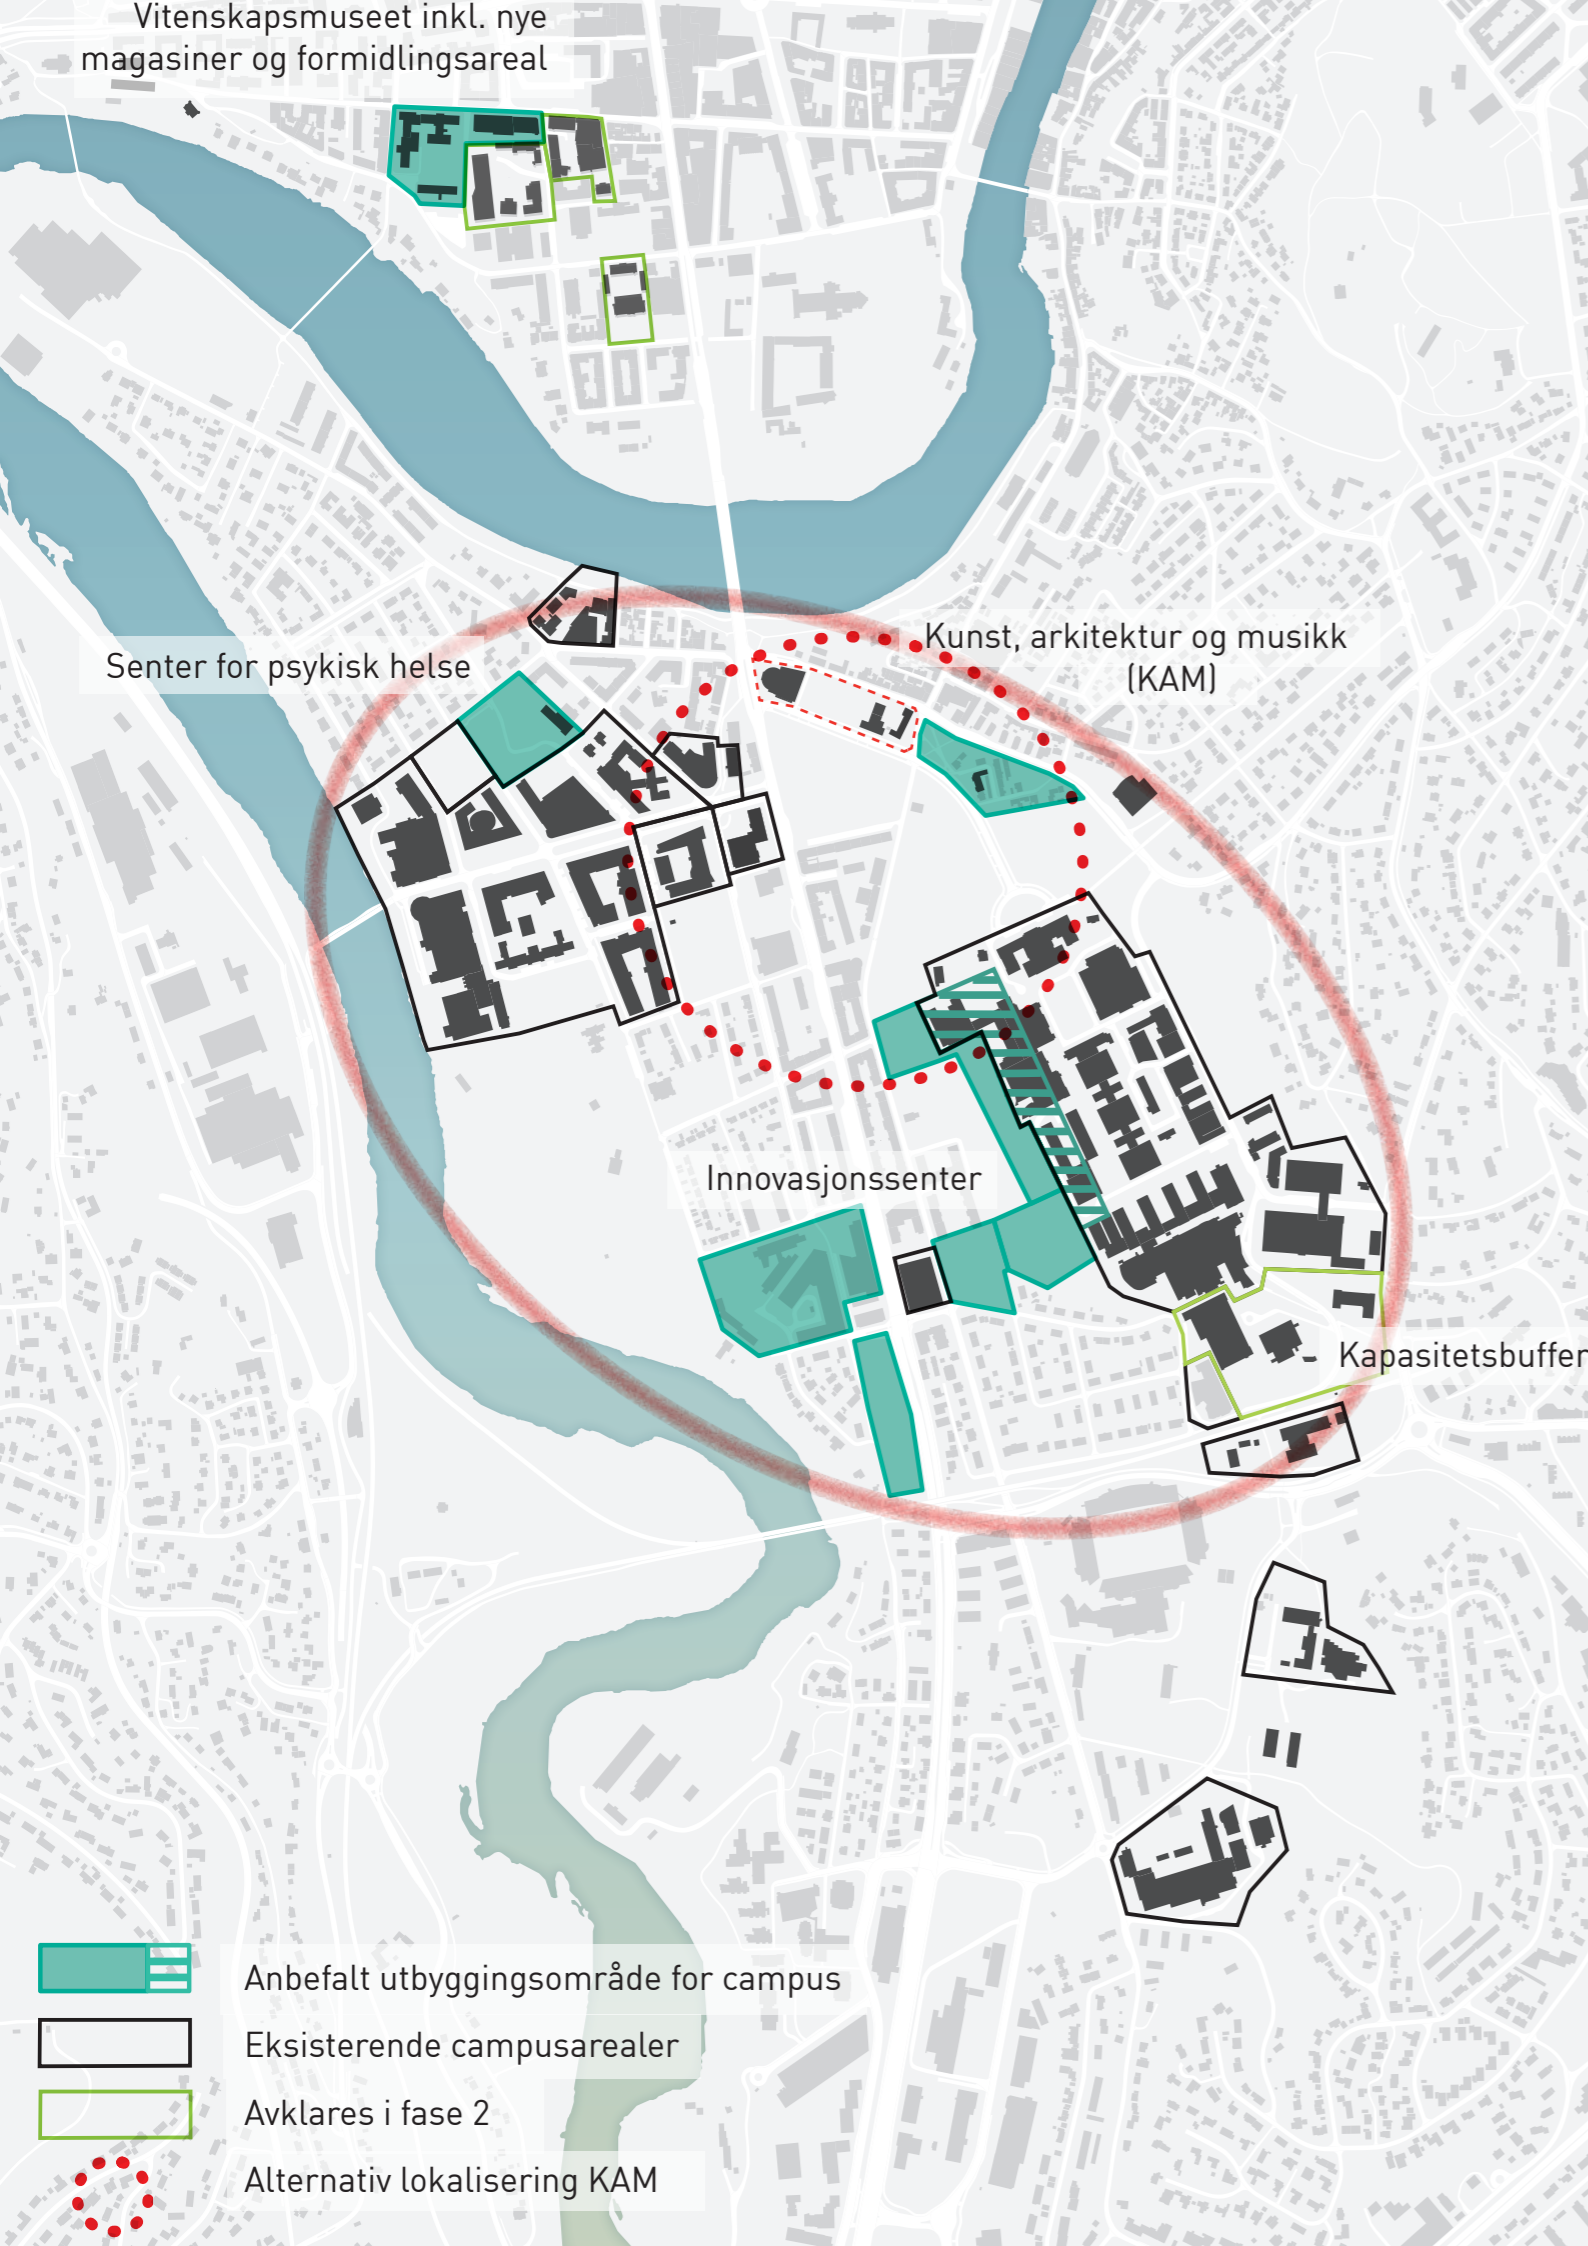 Vitenskapsmuseet inkl. nye
magasiner og formidlingsareal
Kunst, arkitektur og musikk
(KAM)
Senter for psykisk helse
Innovasjonssenter
Kapasitetsbuffer
Anbefalt utbyggingsområde for campus
Eksisterende campusarealer
Avklares i fase 2
Alternativ lokalisering KAM